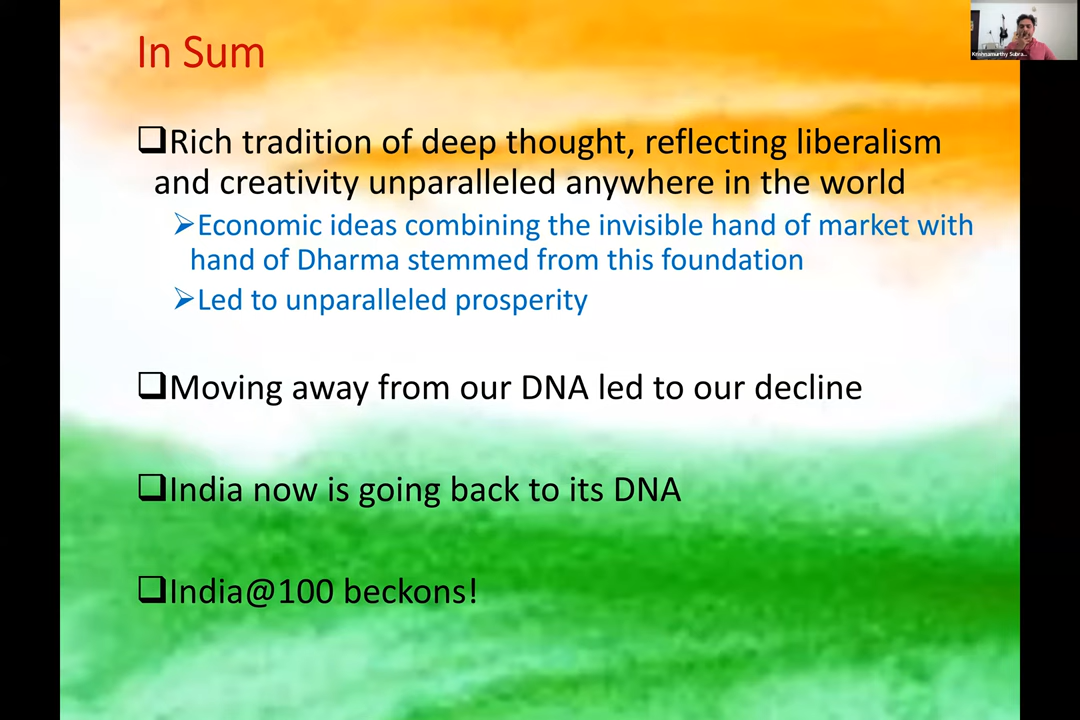 In Sum
Krishnamurthy Subra...
❑Rich tradition of deep thought, reflecting liberalism
and creativity unparalleled anywhere in the world
➢Economic ideas combining the invisible hand of market with
hand of Dharma stemmed from this foundation
➢Led to unparalleled prosperity
❑Moving away from our DNA led to our decline
❑India now is going back to its DNA
❑India@100 beckons!